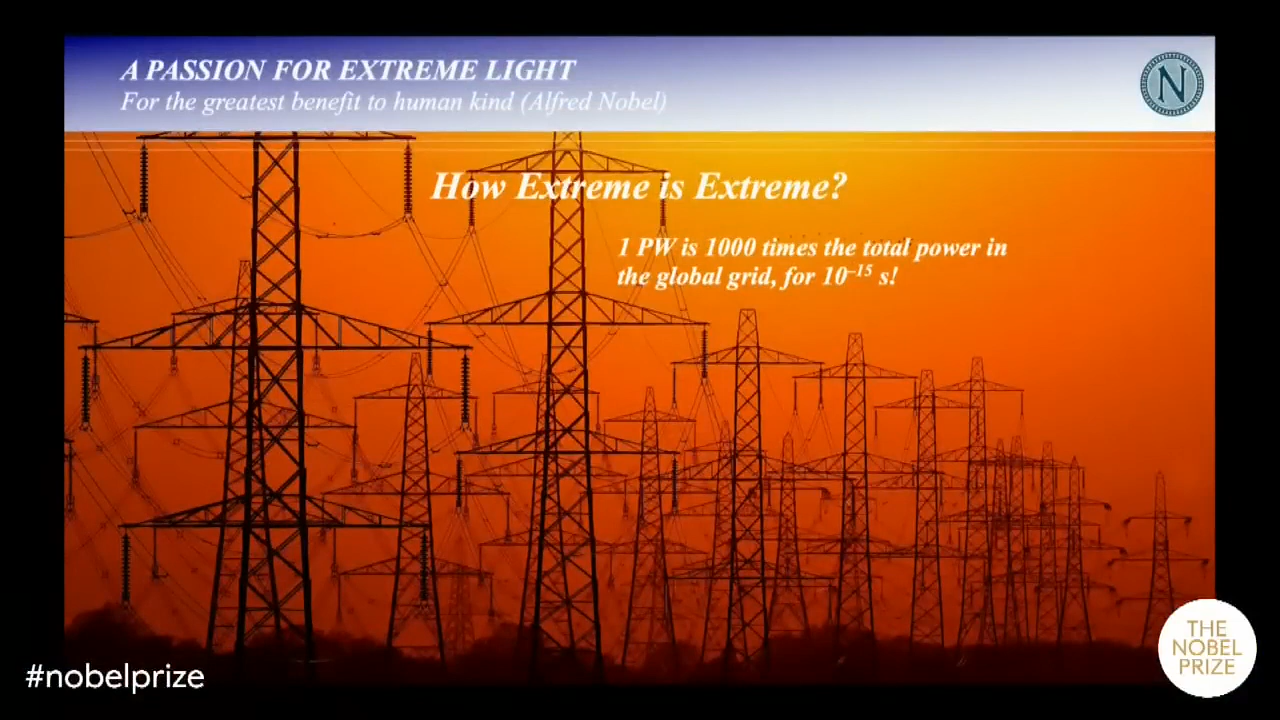 A PASSION FOR EXTREME LIGHT
For the greatest benefit to human kind (Alfred Nobel)
N
How Extreme is Extreme?
1 PW is 1000 times the total power in
the global grid, for 10⁻¹⁵ s!
#nobelprize
THE
NOBEL
PRIZE